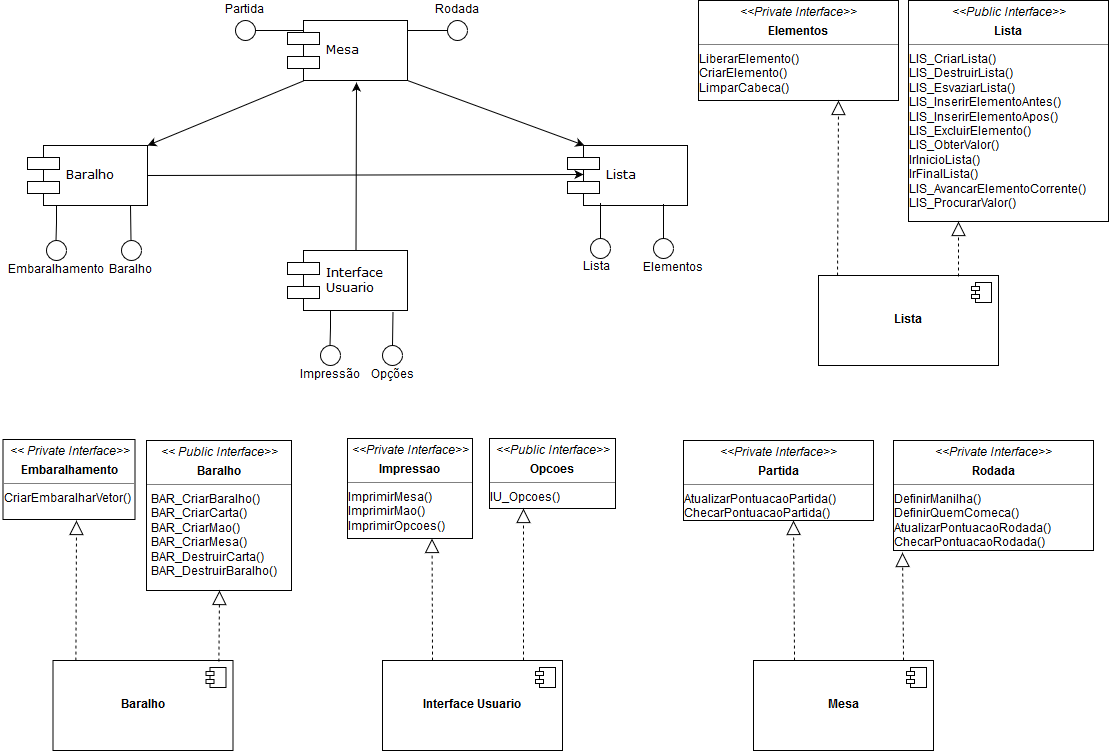 Partida
Rodada
Mesa
Baralho
Lista
Embaralhamento
Baralho
Lista
Elementos
Interface
Usuario
Impressão
Opções
<<Private Interface>>
Elementos
LiberarElemento()
CriarElemento()
LimparCabeca()
<<Public Interface>>
Lista
LIS_CriarLista()
LIS_DestruirLista()
LIS_EsvaziarLista()
LIS_InserirElementoAntes()
LIS_InserirElementoApos()
LIS_ExcluirElemento()
LIS_ObterValor()
IrInicioLista()
IrFinalLista()
LIS_AvancarElementoCorrente()
LIS_ProcurarValor()
Lista
<< Private Interface>>
Embaralhamento
CriarEmbaralharVetor()
<< Public Interface>>
Baralho
BAR_CriarBaralho()
BAR_CriarCarta()
BAR_CriarMao()
BAR_CriarMesa()
BAR_DestruirCarta()
BAR_DestruirBaralho()
Baralho
<<Private Interface>>
Impressao
ImprimirMesa()
ImprimirMao()
ImprimirOpcoes()
<<Public Interface>>
Opcoes
IU_Opcoes()
Interface Usuario
<<Private Interface>>
Partida
AtualizarPontuacaoPartida()
ChecarPontuacaoPartida()
<<Private Interface>>
Rodada
DefinirManilha()
DefinirQuemComeca()
AtualizarPontuacaoRodada()
ChecarPontuacaoRodada()
Mesa